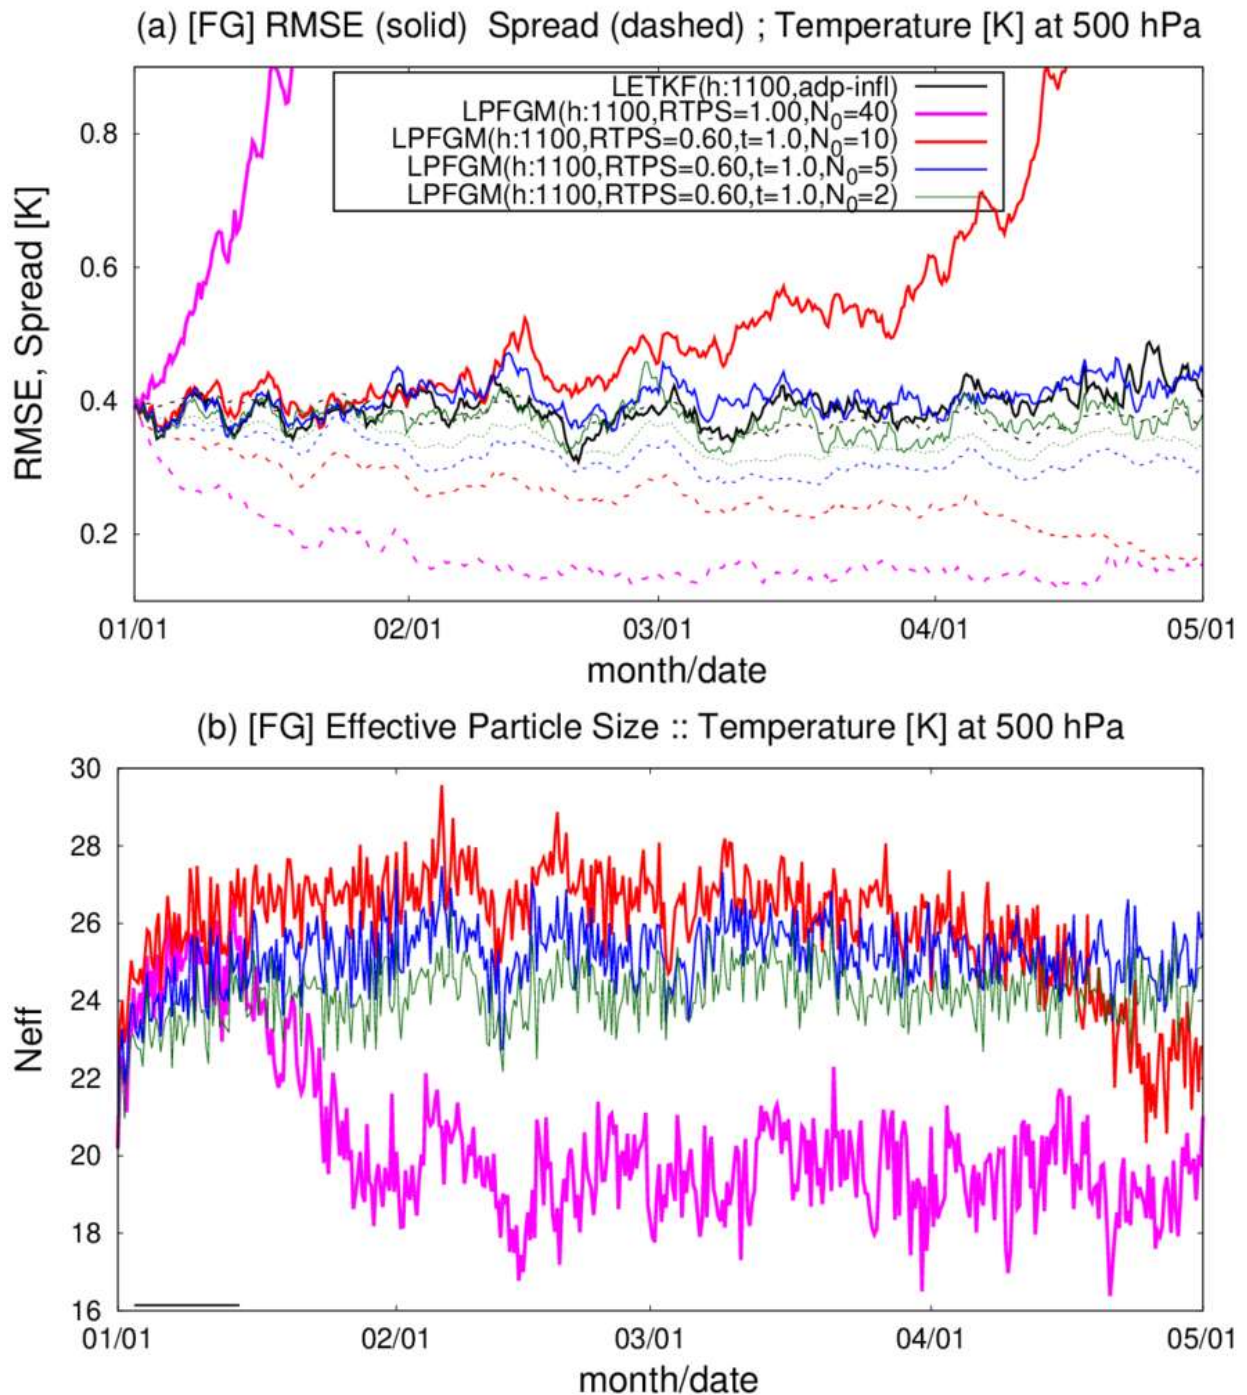 (a) [FG] RMSE (solid)  Spread (dashed) ; Temperature [K] at 500 hPa
LETKF(h:1100,adp-infl)
LPFGM(h:1100,RTPS=1.00,N₀=40)
LPFGM(h:1100,RTPS=0.60,t=1.0,N₀=10)
LPFGM(h:1100,RTPS=0.60,t=1.0,N₀=5)
LPFGM(h:1100,RTPS=0.60,t=1.0,N₀=2)
RMSE, Spread [K]
0.8
0.6
0.4
0.2
01/01 02/01 03/01 04/01 05/01
month/date
(b) [FG] Effective Particle Size :: Temperature [K] at 500 hPa
Neff
30
28
26
24
22
20
18
16
01/01 02/01 03/01 04/01 05/01
month/date